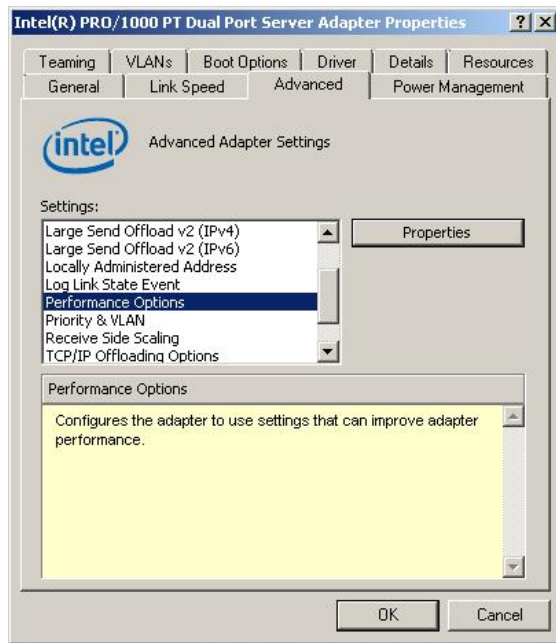 Intel(R) PRO/1000 PT Dual Port Server Adapter Properties
Teaming VLANs Boot Options Driver Details Resources
General Link Speed Advanced Power Management
intel
Advanced Adapter Settings
Settings:
Large Send Offload v2 (IPv4)
Properties
Large Send Offload v2 (IPv6)
Locally Administered Address
Log Link State Event
Performance Options
Priority & VLAN
Receive Side Scaling
TCP/IP Offloading Options
Performance Options
Configures the adapter to use settings that can improve adapter
performance.
OK Cancel